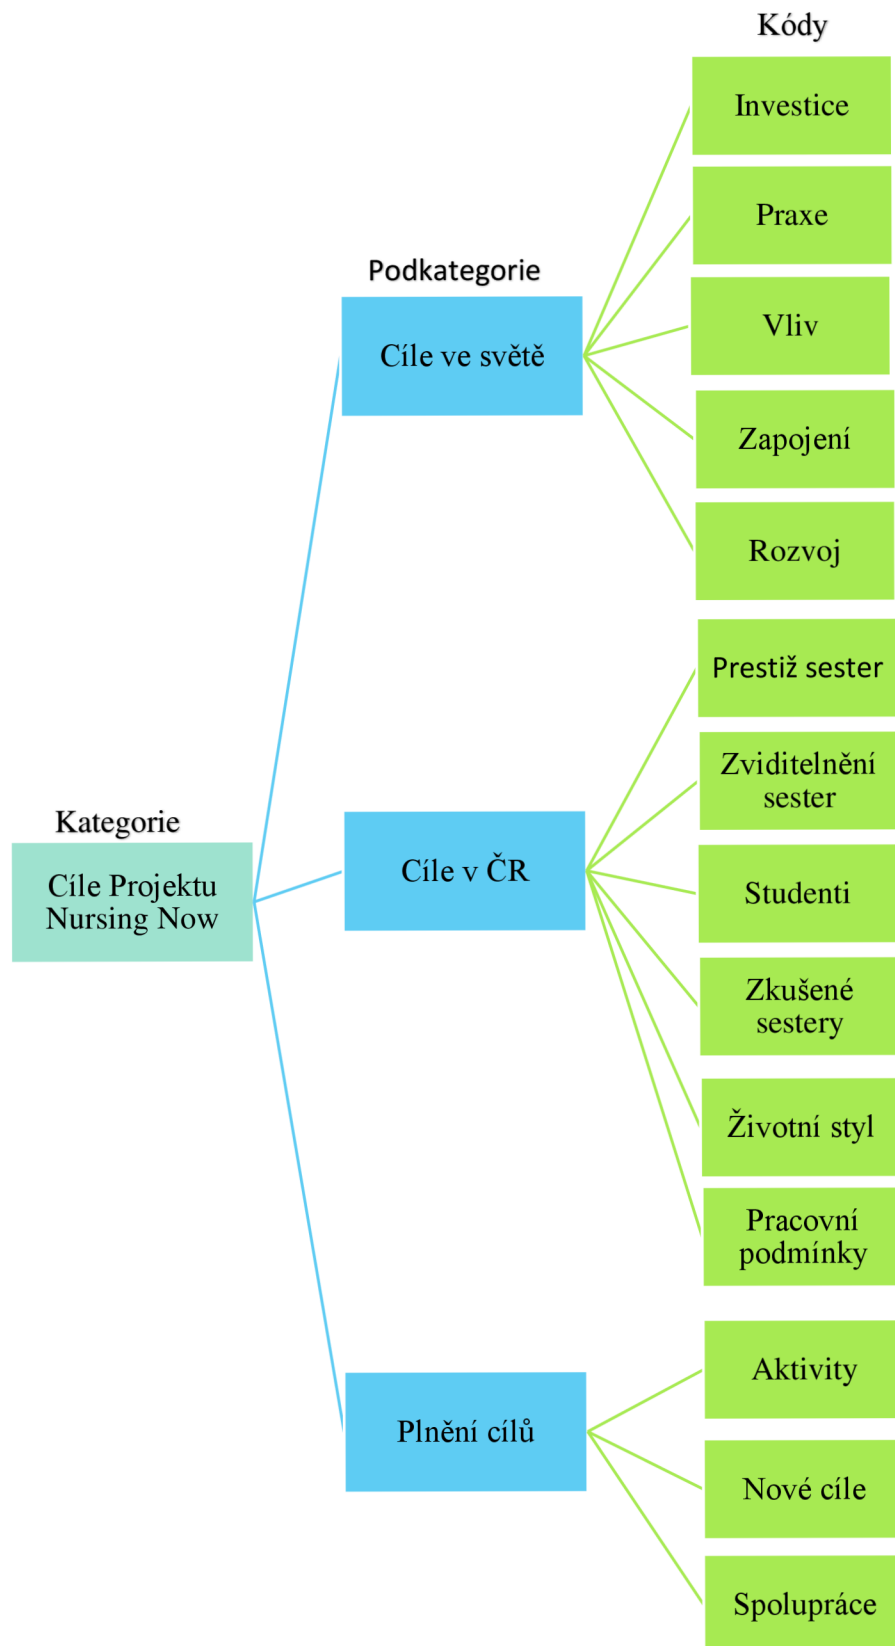 Kódy
Investice
Praxe
Podkategorie
Vliv
Cíle ve světě
Zapojení
Rozvoj
Prestiž sester
Zviditelnění
sester
Kategorie
Cíle v ČR
Cíle Projektu
Nursing Now
Studenti
Zkušené
sestery
Životní styl
Pracovní
podmínky
Aktivity
Plnění cílů
Nové cíle
Spolupráce